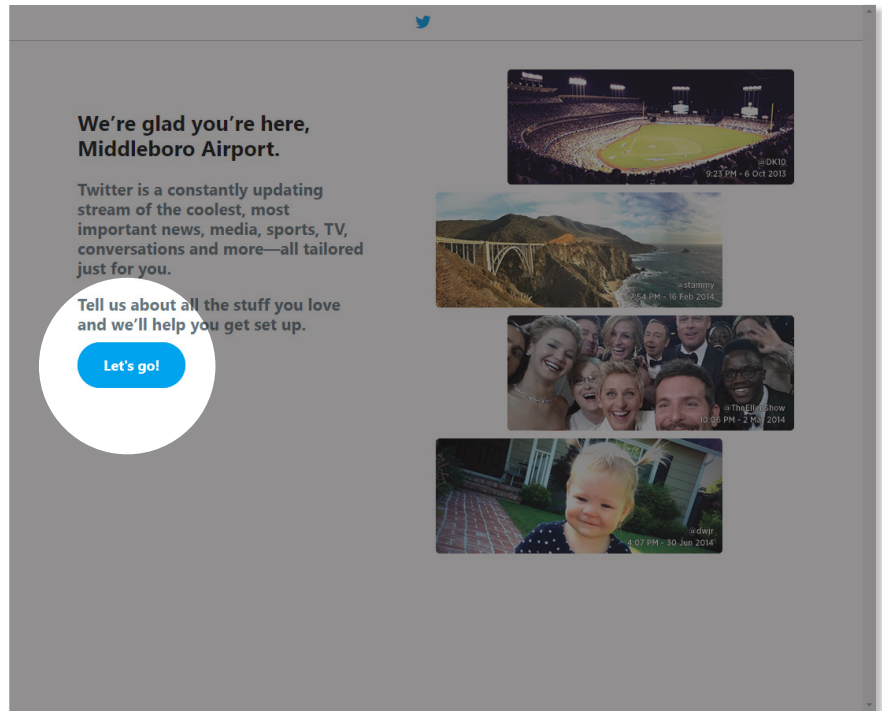 We're glad you're here,
Middleboro Airport.
Twitter is a constantly updating
stream of the coolest, most
important news, media, sports, TV,
conversations and more—all tailored
just for you.
Tell us about all the stuff you love
and we'll help you get set up.
Let's go!
@DK10
9:23 PM - 6 Oct 2013
@stammy
7:54 PM - 16 Feb 2014
@TheEllenShow
10:06 PM - 2 Mar 2014
@dwjr
4:07 PM - 30 Jun 2014